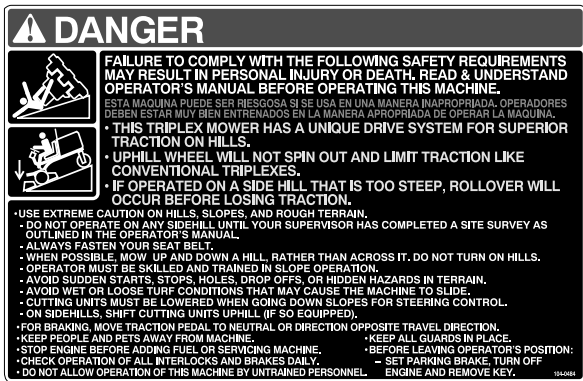 DANGER
FAILURE TO COMPLY WITH THE FOLLOWING SAFETY REQUIREMENTS
MAY RESULT IN PERSONAL INJURY OR DEATH. READ & UNDERSTAND
OPERATOR'S MANUAL BEFORE OPERATING THIS MACHINE.
ESTA MAQUINA PUEDE SER RIESGOSA SI SE USA EN UNA MANERA INAPROPRIADA. OPERADORES
DEBEN ESTAR MUY BIEN ENTRENADOS EN LA MANERA APROPRIADA DE OPERAR LA MAQUINA.
• THIS TRIPLEX MOWER HAS A UNIQUE DRIVE SYSTEM FOR SUPERIOR
TRACTION ON HILLS.
• UPHILL WHEEL WILL NOT SPIN OUT AND LIMIT TRACTION LIKE
CONVENTIONAL TRIPLEXES.
• IF OPERATED ON A SIDE HILL THAT IS TOO STEEP, ROLLOVER WILL
OCCUR BEFORE LOSING TRACTION.
•USE EXTREME CAUTION ON HILLS, SLOPES, AND ROUGH TERRAIN.
- DO NOT OPERATE ON ANY SIDEHILL UNTIL YOUR SUPERVISOR HAS COMPLETED A SITE SURVEY AS
OUTLINED IN THE OPERATOR'S MANUAL.
- ALWAYS FASTEN YOUR SEAT BELT.
- WHEN POSSIBLE, MOW UP AND DOWN A HILL, RATHER THAN ACROSS IT. DO NOT TURN ON HILLS.
- OPERATOR MUST BE SKILLED AND TRAINED IN SLOPE OPERATION.
- AVOID SUDDEN STARTS, STOPS, HOLES, DROP OFFS, OR HIDDEN HAZARDS IN TERRAIN.
- AVOID WET OR LOOSE TURF CONDITIONS THAT MAY CAUSE THE MACHINE TO SLIDE.
- CUTTING UNITS MUST BE LOWERED WHEN GOING DOWN SLOPES FOR STEERING CONTROL.
- ON SIDEHILLS, SHIFT CUTTING UNITS UPHILL (IF SO EQUIPPED).
•FOR BRAKING, MOVE TRACTION PEDAL TO NEUTRAL OR DIRECTION OPPOSITE TRAVEL DIRECTION.
•KEEP PEOPLE AND PETS AWAY FROM MACHINE.
•STOP ENGINE BEFORE ADDING FUEL OR SERVICING MACHINE.
•CHECK OPERATION OF ALL INTERLOCKS AND BRAKES DAILY.
• DO NOT ALLOW OPERATION OF THIS MACHINE BY UNTRAINED PERSONNEL.
•KEEP ALL GUARDS IN PLACE.
•BEFORE LEAVING OPERATOR'S POSITION:
– SET PARKING BRAKE, TURN OFF
ENGINE AND REMOVE KEY.
104-0484